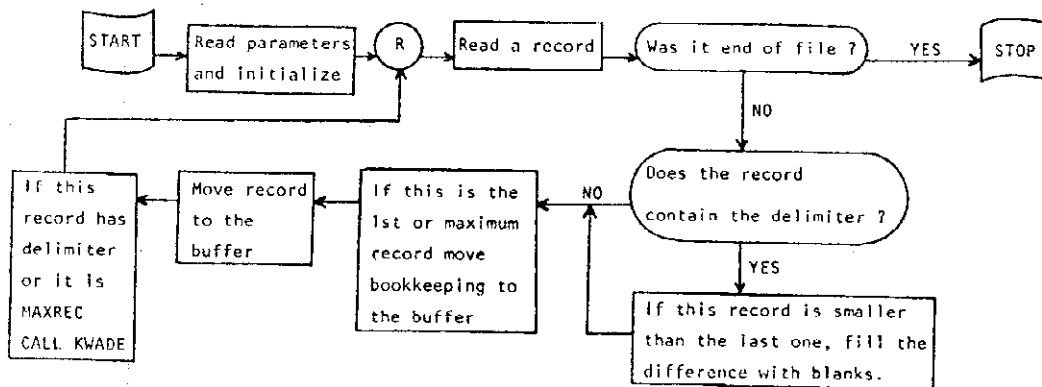 START
Read parameters
and initialize
R
Read a record
Was it end of file ?
YES
STOP
NO
Does the record
contain the delimiter ?
NO
YES
If this record is smaller
than the last one, fill the
difference with blanks.
If this is the
1st or maximum
record move
bookkeeping to
the buffer
Move record
to the
buffer
If this
record has
delimiter
or it is
MAXREC
CALL KWADE